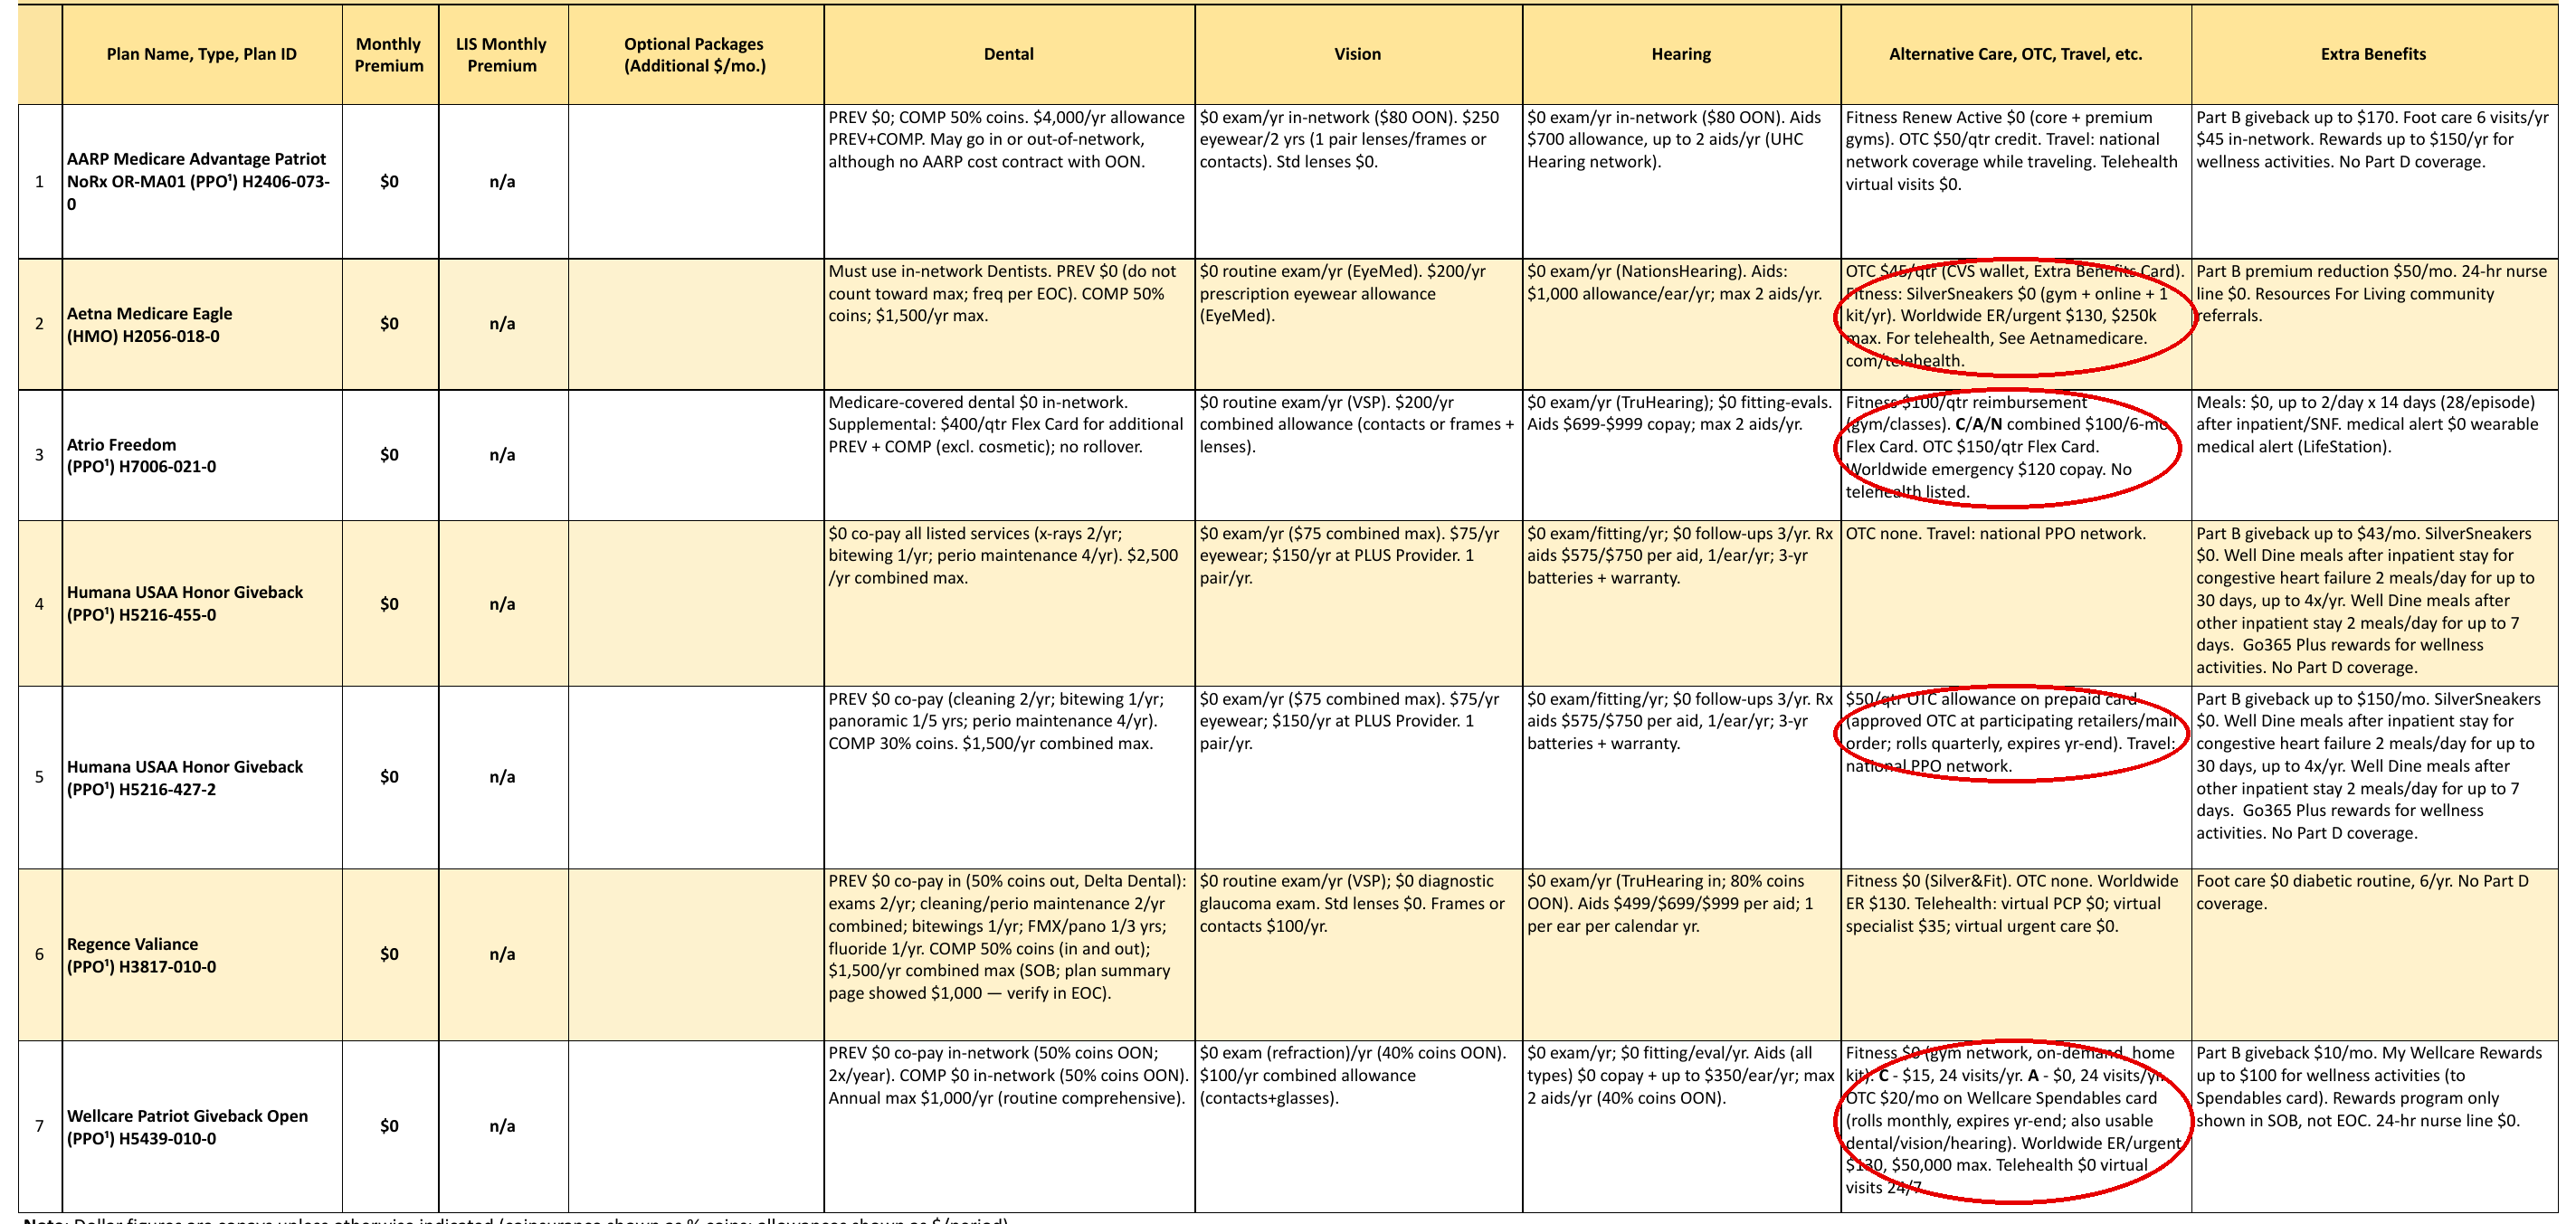 Plan Name, Type, Plan ID
Monthly
Premium
LIS Monthly
Premium
Optional Packages
(Additional $/mo.)
Dental
Vision
Hearing
Alternative Care, OTC, Travel, etc.
Extra Benefits
1
AARP Medicare Advantage Patriot
NoRx OR-MA01 (PPO¹) H2406-073-
0
$0
n/a
PREV $0; COMP 50% coins. $4,000/yr allowance
PREV+COMP. May go in or out-of-network,
although no AARP cost contract with OON.
$0 exam/yr in-network ($80 OON). $250
eyewear/2 yrs (1 pair lenses/frames or
contacts). Std lenses $0.
$0 exam/yr in-network ($80 OON). Aids
$700 allowance, up to 2 aids/yr (UHC
Hearing network).
Fitness Renew Active $0 (core + premium
gyms). OTC $50/qtr credit. Travel: national
network coverage while traveling. Telehealth
virtual visits $0.
Part B giveback up to $170. Foot care 6 visits/yr
$45 in-network. Rewards up to $150/yr for
wellness activities. No Part D coverage.
2
Aetna Medicare Eagle
(HMO) H2056-018-0
$0
n/a
Must use in-network Dentists. PREV $0 (do not
count toward max; freq per EOC). COMP 50%
coins; $1,500/yr max.
$0 routine exam/yr (EyeMed). $200/yr
prescription eyewear allowance
(EyeMed).
$0 exam/yr (NationsHearing). Aids:
$1,000 allowance/ear/yr; max 2 aids/yr.
OTC $45/qtr (CVS wallet, Extra Benefits Card).
Fitness: SilverSneakers $0 (gym + online + 1
kit/yr). Worldwide ER/urgent $130, $250k
max. For telehealth, See Aetnamedicare.
com/telehealth.
Part B premium reduction $50/mo. 24-hr nurse
line $0. Resources For Living community
referrals.
3
Atrio Freedom
(PPO¹) H7006-021-0
$0
n/a
Medicare-covered dental $0 in-network.
Supplemental: $400/qtr Flex Card for additional
PREV + COMP (excl. cosmetic); no rollover.
$0 routine exam/yr (VSP). $200/yr
combined allowance (contacts or frames +
lenses).
$0 exam/yr (TruHearing); $0 fitting-evals.
Aids $699-$999 copay; max 2 aids/yr.
Fitness $100/qtr reimbursement
(gym/classes). C/A/N combined $100/6-mo
Flex Card. OTC $150/qtr Flex Card.
Worldwide emergency $120 copay. No
telehealth listed.
Meals: $0, up to 2/day x 14 days (28/episode)
after inpatient/SNF. medical alert $0 wearable
medical alert (LifeStation).
4
Humana USAA Honor Giveback
(PPO¹) H5216-455-0
$0
n/a
$0 co-pay all listed services (x-rays 2/yr;
bitewing 1/yr; perio maintenance 4/yr). $2,500
/yr combined max.
$0 exam/yr ($75 combined max). $75/yr
eyewear; $150/yr at PLUS Provider. 1
pair/yr.
$0 exam/fitting/yr; $0 follow-ups 3/yr. Rx
aids $575/$750 per aid, 1/ear/yr; 3-yr
batteries + warranty.
OTC none. Travel: national PPO network.
Part B giveback up to $43/mo. SilverSneakers
$0. Well Dine meals after inpatient stay for
congestive heart failure 2 meals/day for up to
30 days, up to 4x/yr. Well Dine meals after
other inpatient stay 2 meals/day for up to 7
days.  Go365 Plus rewards for wellness
activities. No Part D coverage.
5
Humana USAA Honor Giveback
(PPO¹) H5216-427-2
$0
n/a
PREV $0 co-pay (cleaning 2/yr; bitewing 1/yr;
panoramic 1/5 yrs; perio maintenance 4/yr).
COMP 30% coins. $1,500/yr combined max.
$0 exam/yr ($75 combined max). $75/yr
eyewear; $150/yr at PLUS Provider. 1
pair/yr.
$0 exam/fitting/yr; $0 follow-ups 3/yr. Rx
aids $575/$750 per aid, 1/ear/yr; 3-yr
batteries + warranty.
$50/qtr OTC allowance on prepaid card
(approved OTC at participating retailers/mail
order; rolls quarterly, expires yr-end). Travel:
national PPO network.
Part B giveback up to $150/mo. SilverSneakers
$0. Well Dine meals after inpatient stay for
congestive heart failure 2 meals/day for up to
30 days, up to 4x/yr. Well Dine meals after
other inpatient stay 2 meals/day for up to 7
days.  Go365 Plus rewards for wellness
activities. No Part D coverage.
6
Regence Valiance
(PPO¹) H3817-010-0
$0
n/a
PREV $0 co-pay in (50% coins out, Delta Dental):
exams 2/yr; cleaning/perio maintenance 2/yr
combined; bitewings 1/yr; FMX/pano 1/3 yrs;
fluoride 1/yr. COMP 50% coins (in and out);
$1,500/yr combined max (SOB; plan summary
page showed $1,000 — verify in EOC).
$0 routine exam/yr (VSP); $0 diagnostic
glaucoma exam. Std lenses $0. Frames or
contacts $100/yr.
$0 exam/yr (TruHearing in; 80% coins
OON). Aids $499/$699/$999 per aid; 1
per ear per calendar yr.
Fitness $0 (Silver&Fit). OTC none. Worldwide
ER $130. Telehealth: virtual PCP $0; virtual
specialist $35; virtual urgent care $0.
Foot care $0 diabetic routine, 6/yr. No Part D
coverage.
7
Wellcare Patriot Giveback Open
(PPO¹) H5439-010-0
$0
n/a
PREV $0 co-pay in-network (50% coins OON;
2x/year). COMP $0 in-network (50% coins OON).
Annual max $1,000/yr (routine comprehensive).
$0 exam (refraction)/yr (40% coins OON).
$100/yr combined allowance
(contacts+glasses).
$0 exam/yr; $0 fitting/eval/yr. Aids (all
types) $0 copay + up to $350/ear/yr; max
2 aids/yr (40% coins OON).
Fitness $0 (gym network, on-demand, home
kit). C - $15, 24 visits/yr. A - $0, 24 visits/yr.
OTC $20/mo on Wellcare Spendables card
(rolls monthly, expires yr-end; also usable
dental/vision/hearing). Worldwide ER/urgent
$130, $50,000 max. Telehealth $0 virtual
visits 24/7.
Part B giveback $10/mo. My Wellcare Rewards
up to $100 for wellness activities (to
Spendables card). Rewards program only
shown in SOB, not EOC. 24-hr nurse line $0.
Note: Dollar figures are copays unless otherwise indicated (coinsurance shown as % coins; allowances shown as $/period).